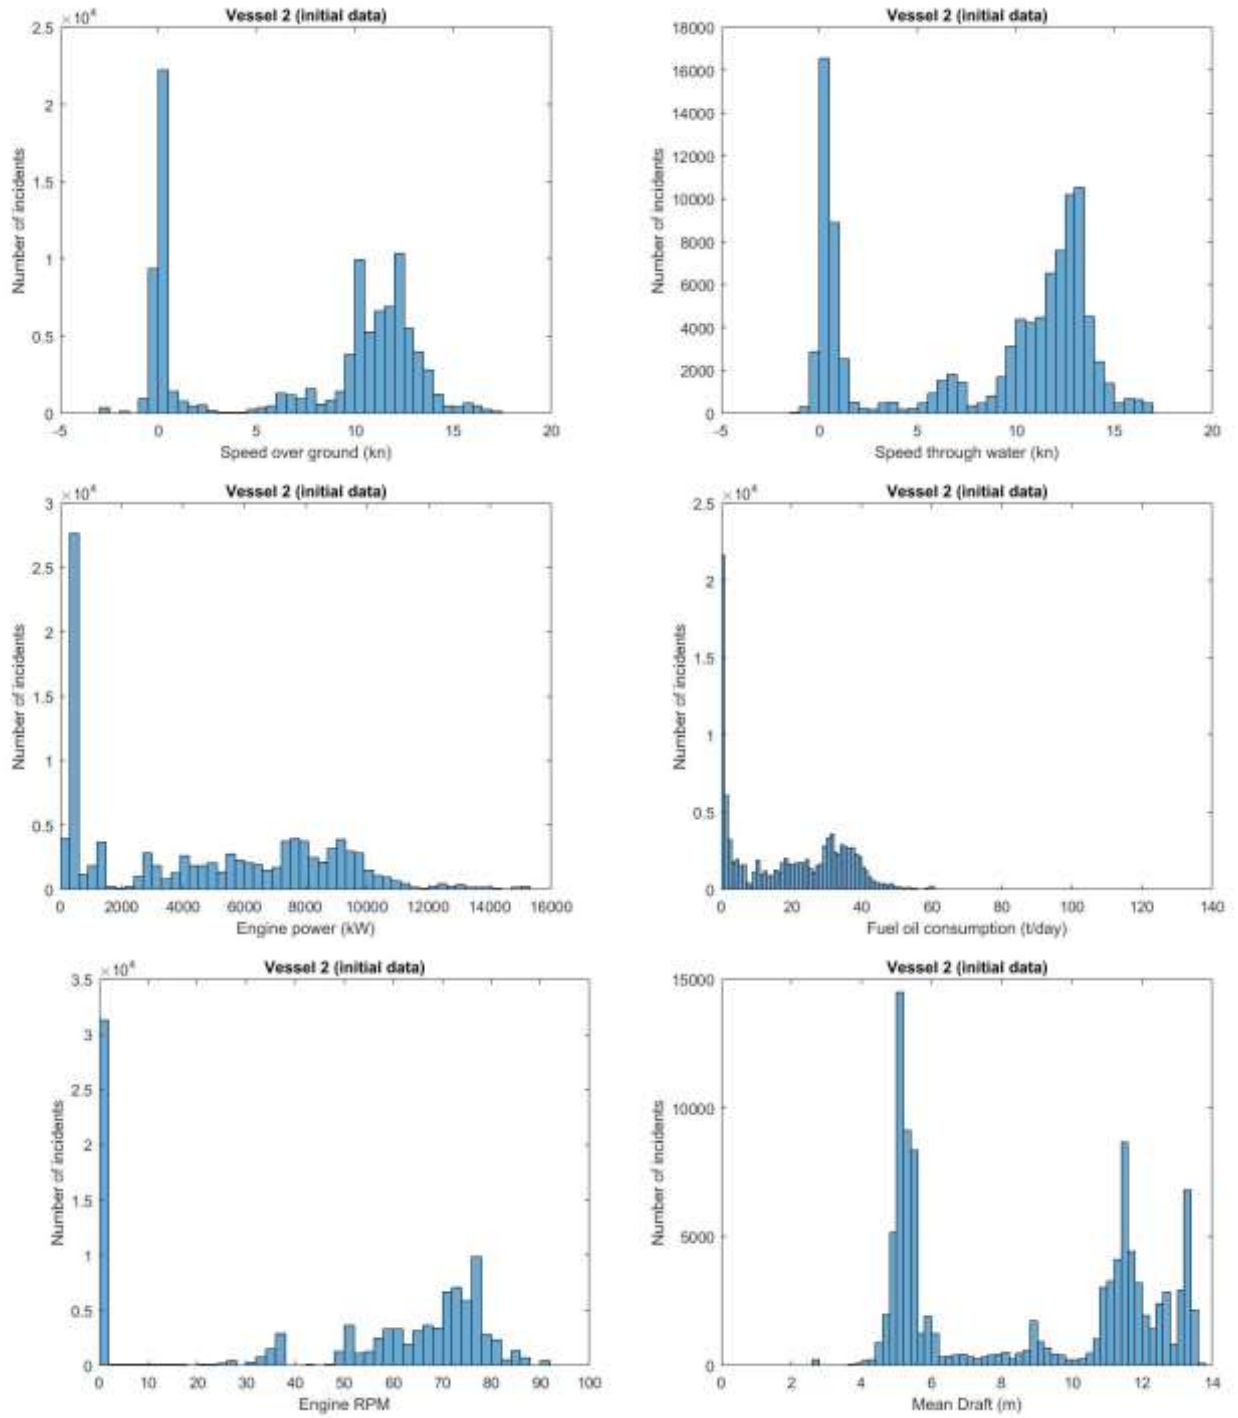 Vessel 2 (initial data)
×10⁴
2.5
2
1.5
1
0.5
0
-5 0 5 10 15 20
Number of incidents
Speed over ground (kn)
Vessel 2 (initial data)
18000
16000
14000
12000
10000
8000
6000
4000
2000
0
-5 0 5 10 15 20
Number of incidents
Speed through water (kn)
Vessel 2 (initial data)
×10⁴
3
2.5
2
1.5
1
0.5
0
0 2000 4000 6000 8000 10000 12000 14000 16000
Number of incidents
Engine power (kW)
Vessel 2 (initial data)
×10⁴
2.5
2
1.5
1
0.5
0
0 20 40 60 80 100 120 140
Number of incidents
Fuel oil consumption (t/day)
Vessel 2 (initial data)
×10⁴
3.5
3
2.5
2
1.5
1
0.5
0
0 10 20 30 40 50 60 70 80 90 100
Number of incidents
Engine RPM
Vessel 2 (initial data)
15000
10000
5000
0
0 2 4 6 8 10 12 14
Number of incidents
Mean Draft (m)